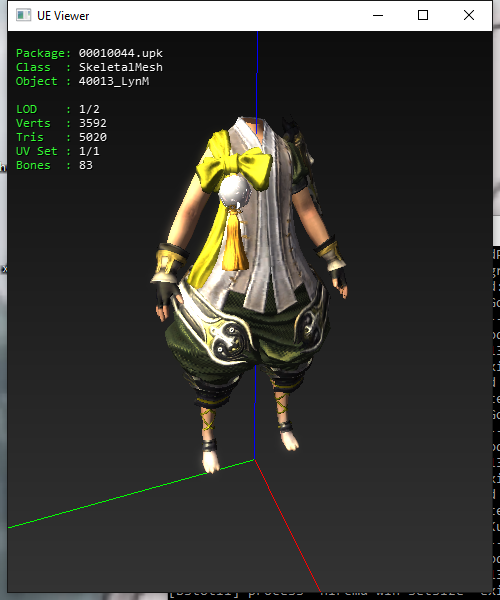 UE Viewer
Package: 00010044.upk
Class  : SkeletalMesh
Object : 40013_LynM
LOD    : 1/2
Verts  : 3592
Tris   : 5020
UV Set : 1/1
Bones  : 83